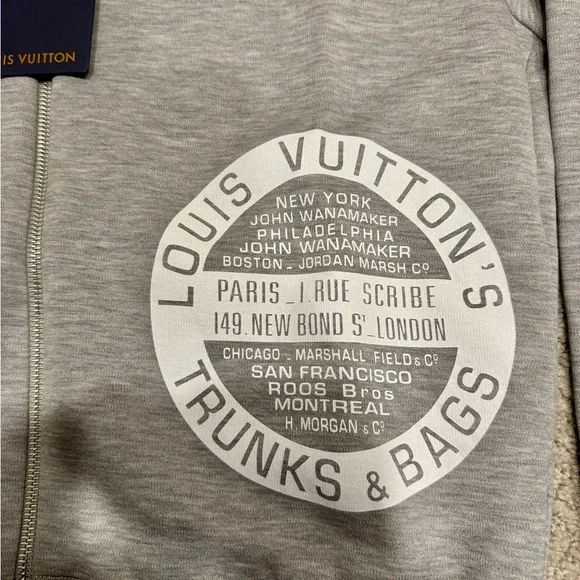 IS VUITTON
LOUIS VUITTON'S
NEW YORK
JOHN WANAMAKER
PHILADELPHIA
JOHN WANAMAKER
BOSTON - JORDAN MARSH Cº
PARIS_1.RUE SCRIBE
149.NEW BOND St_LONDON
CHICAGO - MARSHALL FIELD & Cº
SAN FRANCISCO
ROOS Bros
MONTREAL
H. MORGAN & Cº
TRUNKS & BAGS